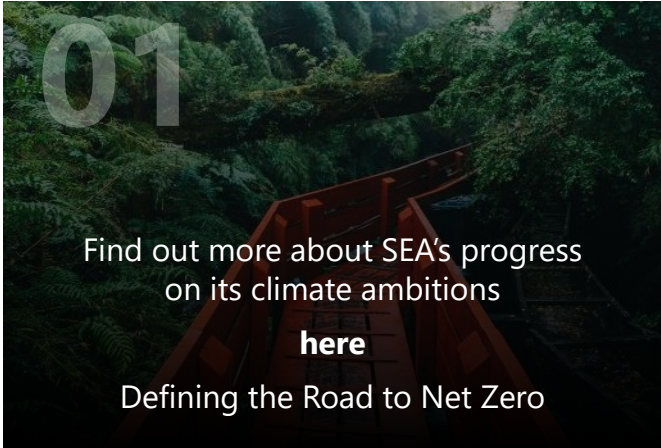 01
Find out more about SEA's progress
on its climate ambitions
here
Defining the Road to Net Zero